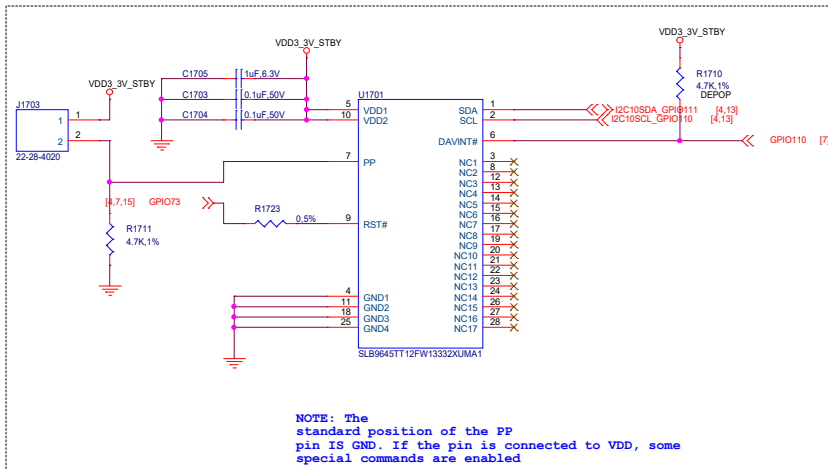 VDD3_3V_STBY
VDD3_3V_STBY
C1705 1uF,6.3V
R1710
VDD3_3V_STBY
4.7K,1%
C1703 0.1uF,50V
U1701
DEPOP
J1703
C1704 0.1uF,50V
5 VDD1 SDA 1 I2C10SDA_GPIO111 [4,13]
1 1
10 VDD2 SCL 2 I2C10SCL_GPIO110 [4,13]
2 2
DAVINT# 6 GPIO110 [7]
22-28-4020
7 PP NC1 3
NC2 8
NC3 12
NC4 13
[4,7,15] GPIO73
NC5 14
R1723
NC6 15
0,5%
9 RST# NC7 16
R1711
NC8 17
4.7K,1%
NC9 19
NC10 20
NC11 21
NC12 22
NC13 23
4 GND1 NC14 24
11 GND2 NC15 26
18 GND3 NC16 27
25 GND4 NC17 28
SLB9645TT12FW13332XUMA1
NOTE: The
standard position of the PP
pin IS GND. If the pin is connected to VDD, some
special commands are enabled